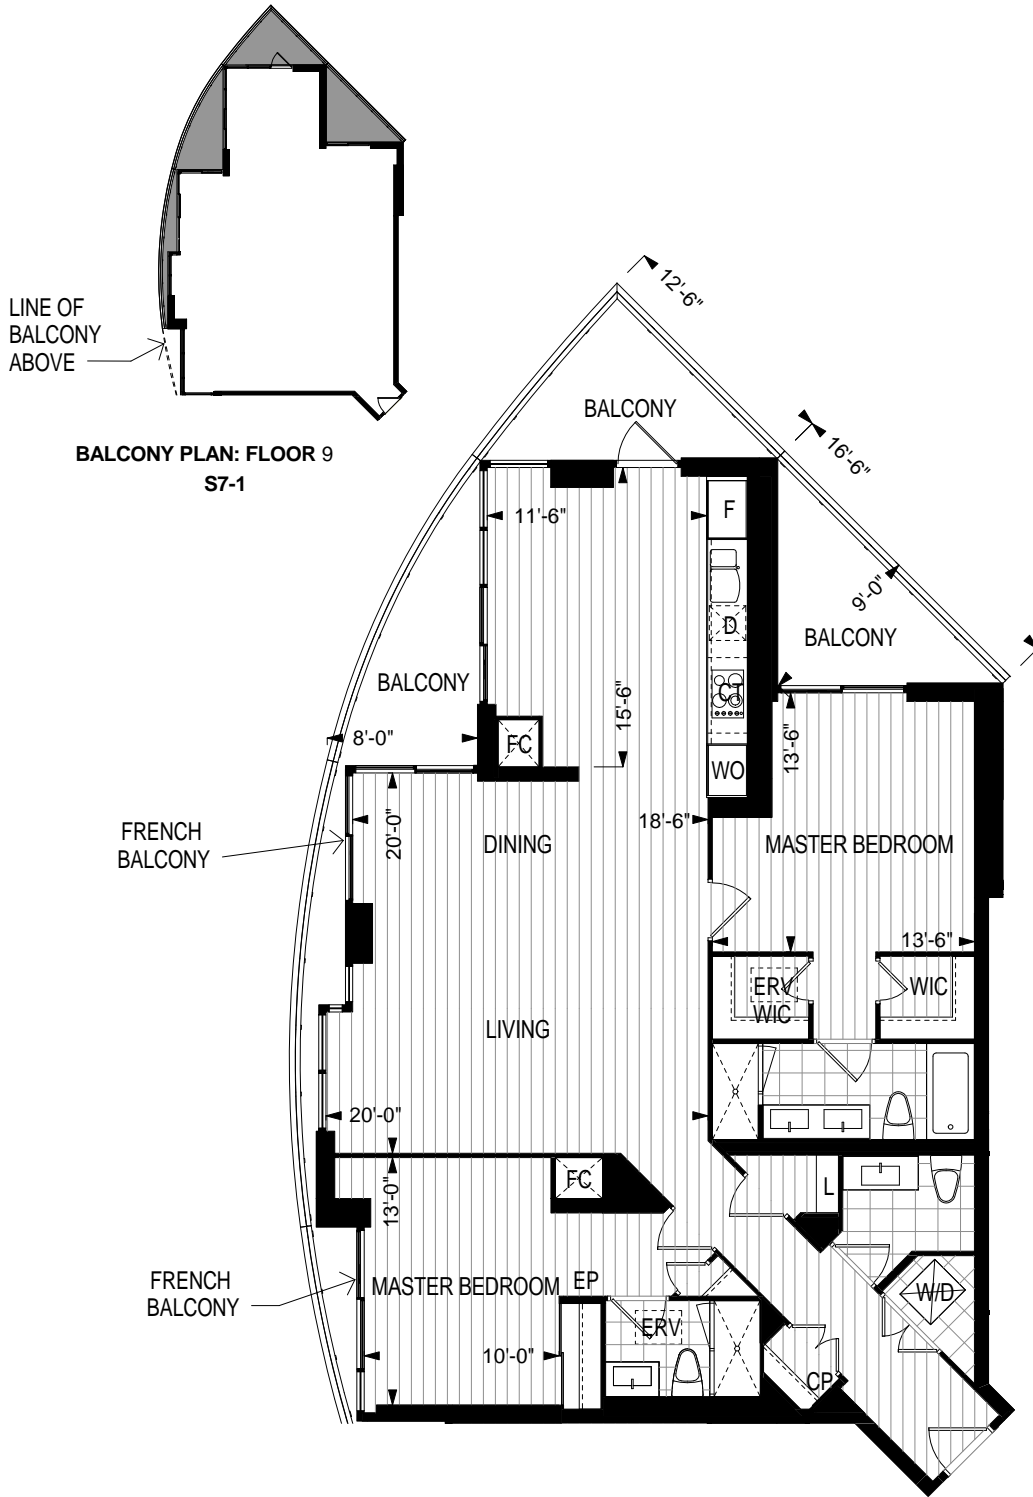 LINE OF
BALCONY
ABOVE
BALCONY PLAN: FLOOR 9
S7-1
12'-6"
BALCONY
16'-6"
11'-6"
F
9'-0"
D
BALCONY
BALCONY
CT
15'-6"
8'-0"
FC
13'-6"
WO
18'-6"
20'-0"
FRENCH
BALCONY
DINING
MASTER BEDROOM
13'-6"
ERV
WIC
WIC
LIVING
20'-0"
FC
L
13'-0"
FRENCH
BALCONY
MASTER BEDROOM
EP
W/D
ERV
10'-0"
CP